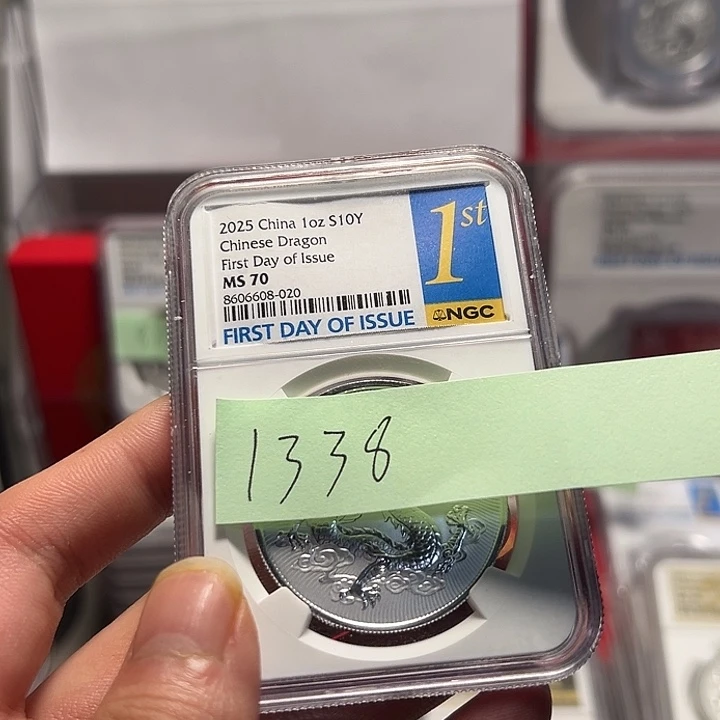 2025 China 1oz S10Y
Chinese Dragon
First Day of Issue
MS 70
8606608-020
FIRST DAY OF ISSUE
1st
NGC
1338